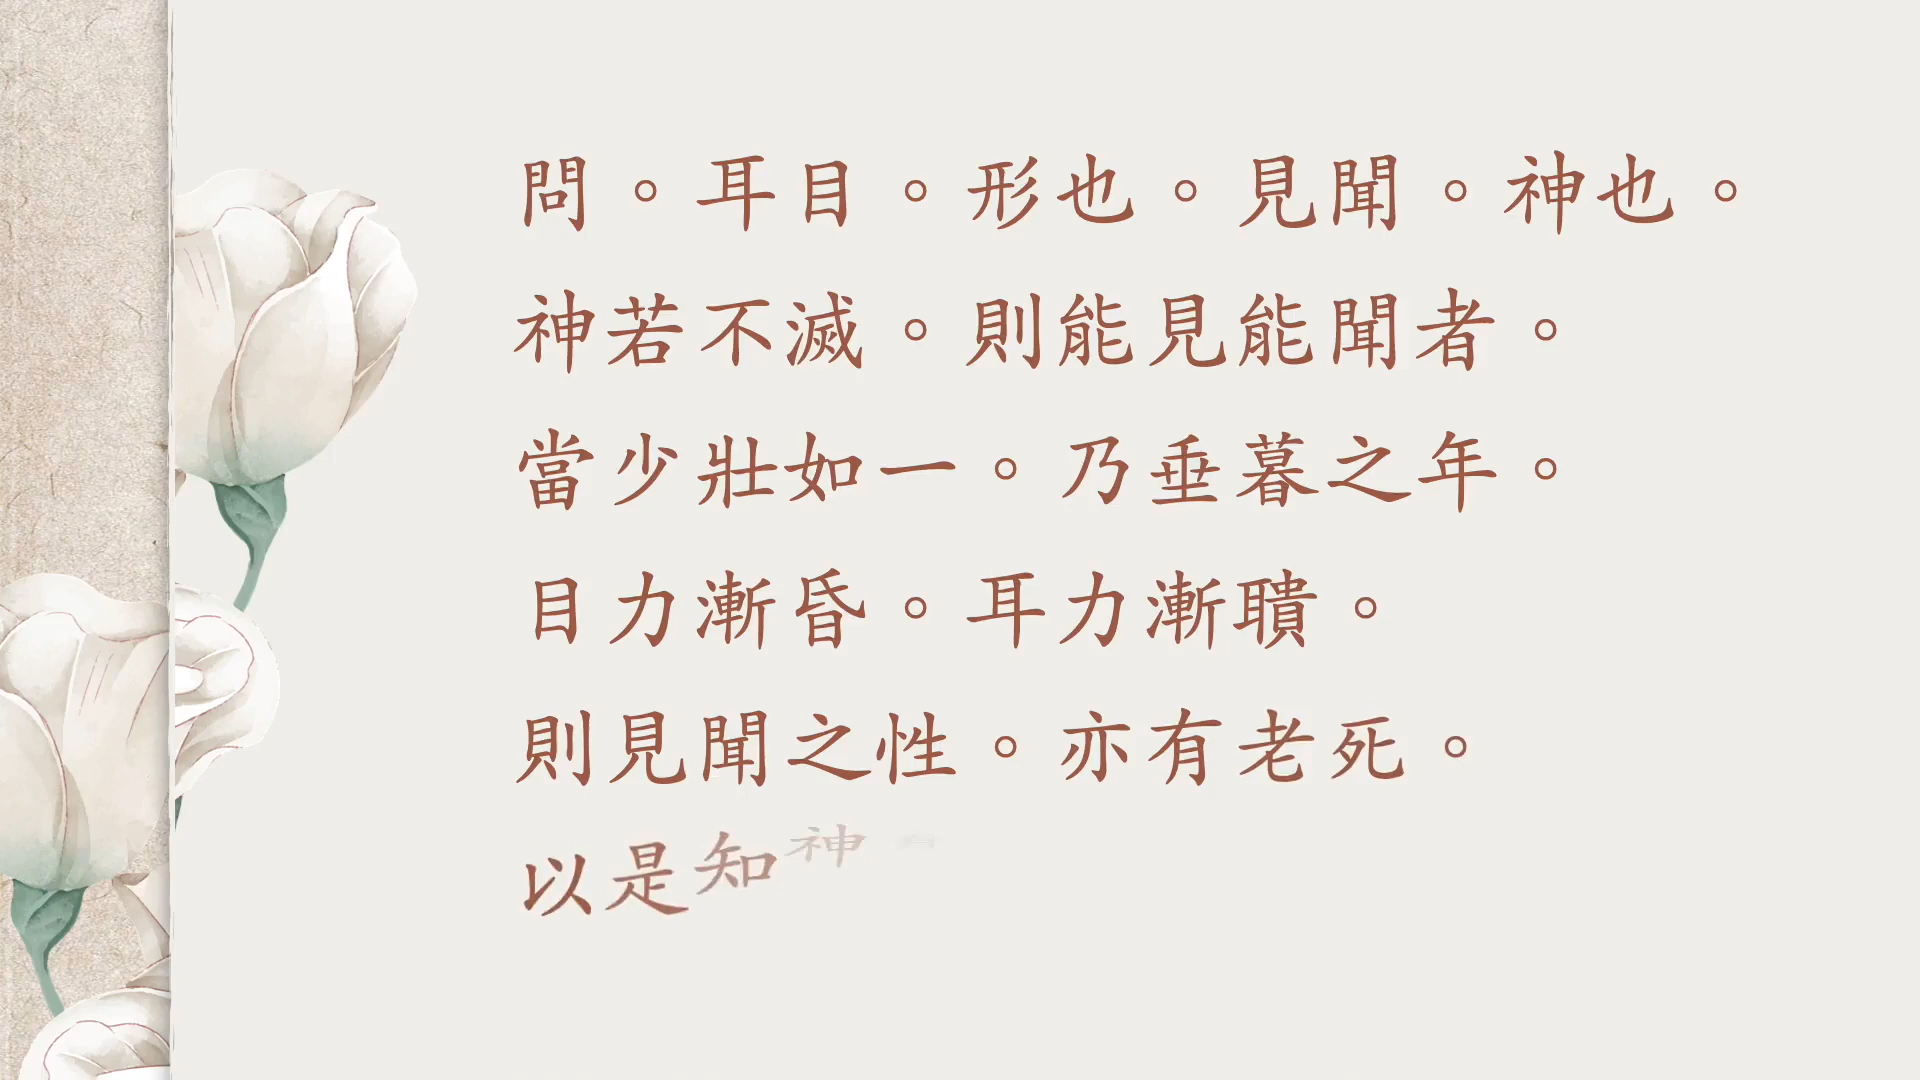 問。耳目。形也。見聞。神也。
神若不滅。則能見能聞者。
當少壯如一。乃垂暮之年。
目力漸昏。耳力漸聵。
則見聞之性。亦有老死。
以是知神